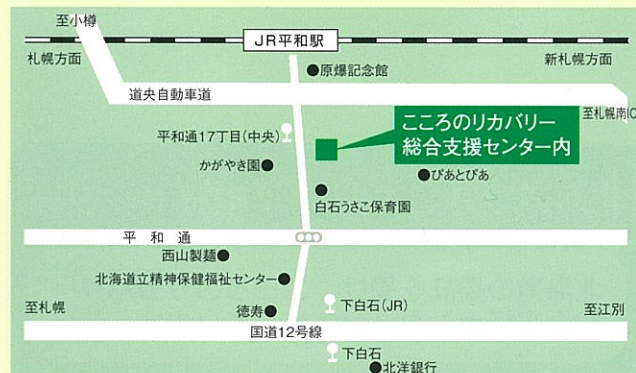 至小樽
JR平和駅
札幌方面
新札幌方面
原爆記念館
道央自動車道
至札幌南IC
こころのリカバリー
総合支援センター内
平和通17丁目(中央)
かがやき園
ぴあとぴあ
白石うさこ保育園
平和通
西山製麺
北海道立精神保健福祉センター
至札幌
徳寿
下白石(JR)
至江別
国道12号線
下白石
北洋銀行